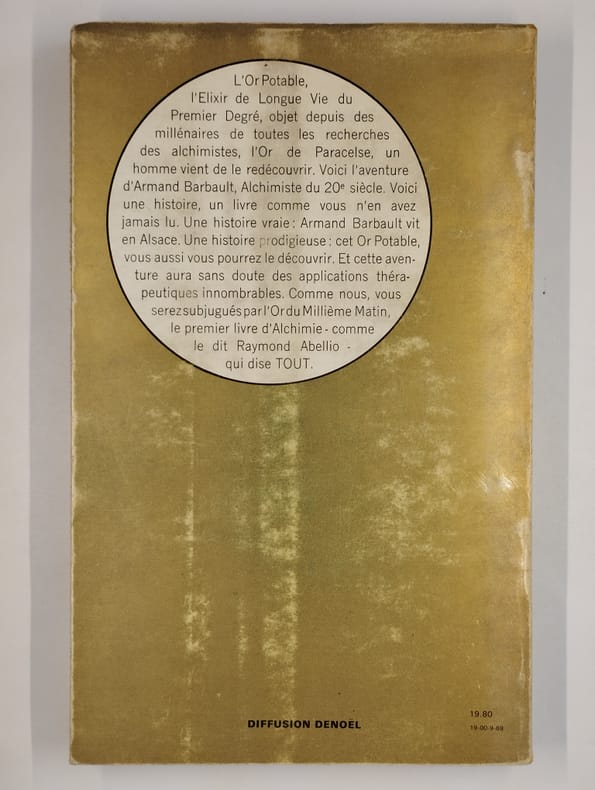 L'Or Potable,
l'Elixir de Longue Vie du
Premier Degré, objet depuis des
millénaires de toutes les recherches
des alchimistes, l'Or de Paracelse, un
homme vient de le redécouvrir. Voici l'aventure
d'Armand Barbault, Alchimiste du 20e siècle. Voici
une histoire, un livre comme vous n'en avez
jamais lu. Une histoire vraie : Armand Barbault vit
en Alsace. Une histoire prodigieuse : cet Or Potable,
vous aussi vous pourrez le découvrir. Et cette aven-
ture aura sans doute des applications théra-
peutiques innombrables. Comme nous, vous
serez subjugués par l'Or du Millième Matin,
le premier livre d'Alchimie - comme
le dit Raymond Abellio -
qui dise TOUT.
DIFFUSION DENOËL
19.80
19-00-9-69